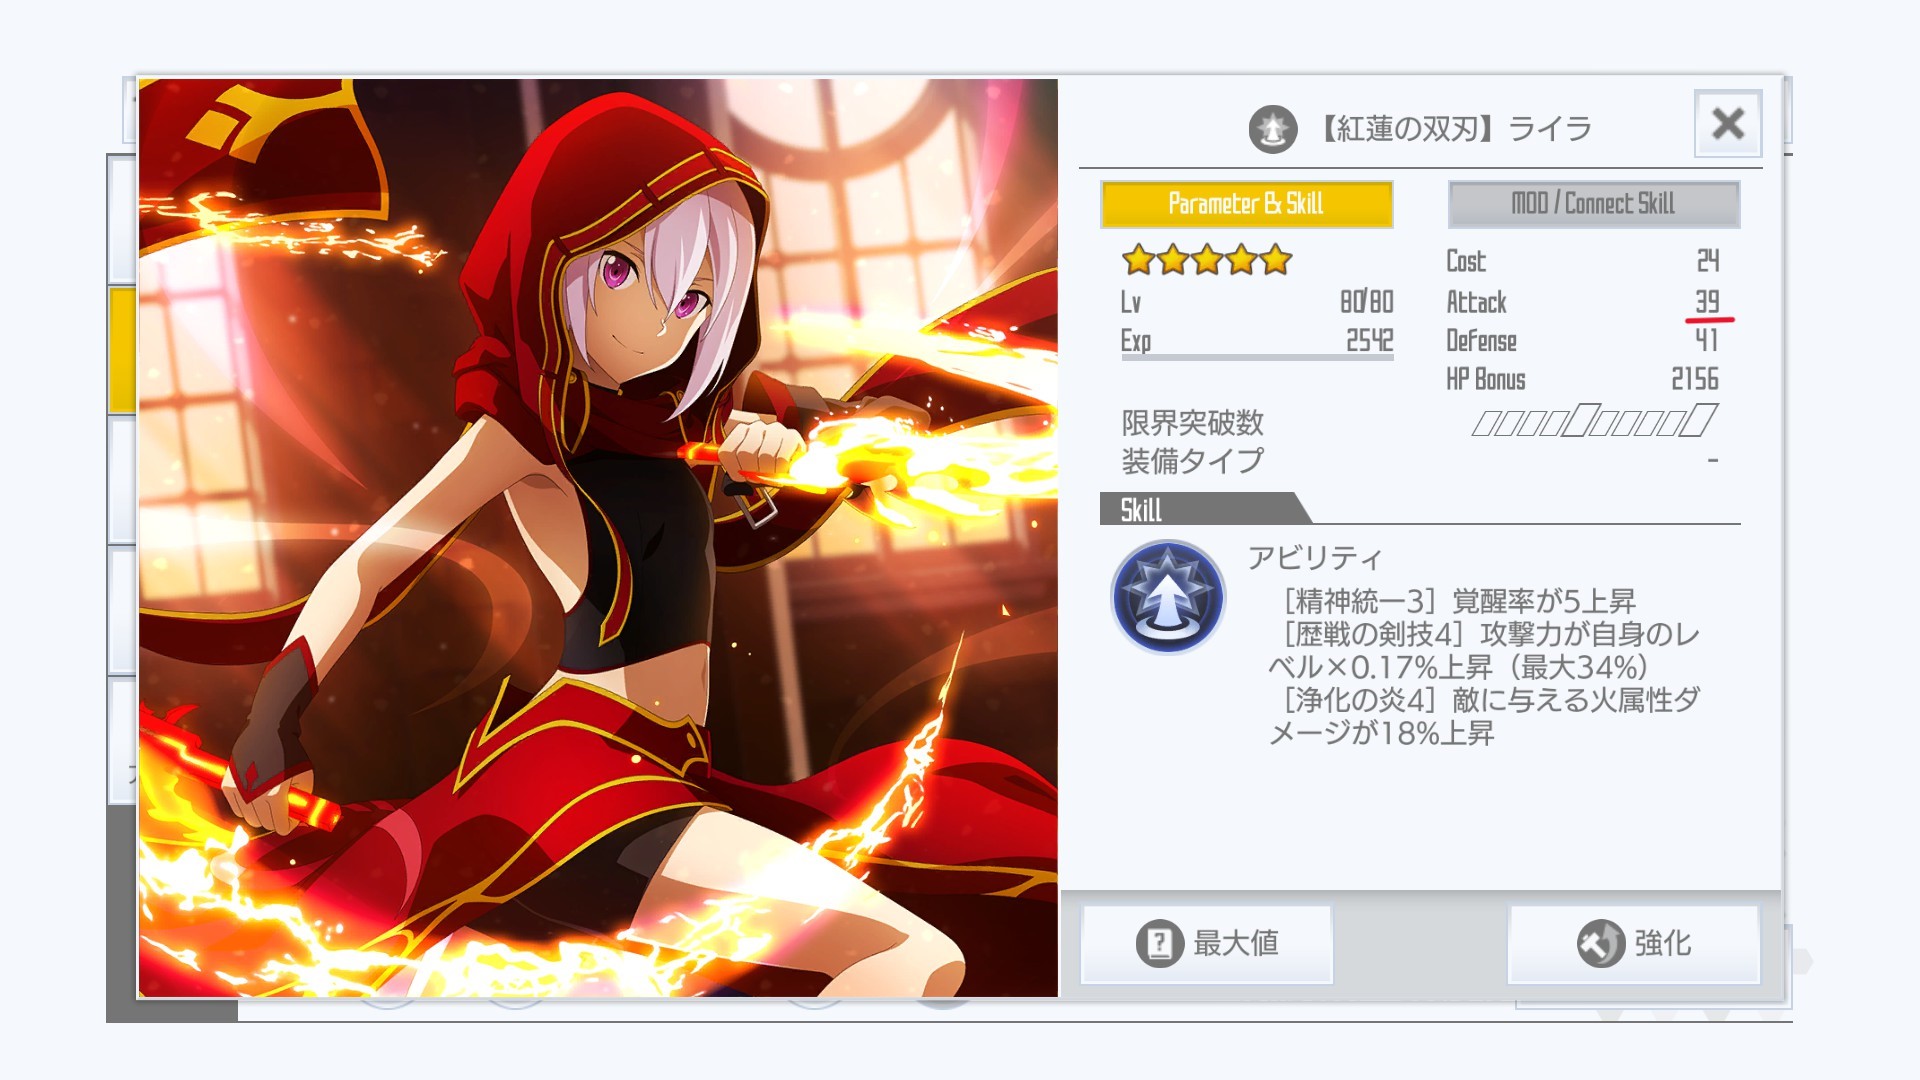 【紅蓮の双刃】ライラ
Parameter & Skill
MOD / Connect Skill
Cost 24
Lv 80/80
Attack 39
Exp 2542
Defense 41
HP Bonus 2156
限界突破数
装備タイプ -
Skill
アビリティ
［精神統一3］覚醒率が5上昇
［歴戦の剣技4］攻撃力が自身のレ
ベル×0.17%上昇（最大34%）
［浄化の炎4］敵に与える火属性ダ
メージが18%上昇
最大値
強化